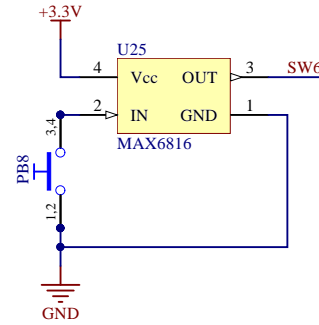 +3.3V
U25
4 Vcc OUT 3 SW6
2 IN GND 1
3,4
MAX6816
PB8
1,2
GND